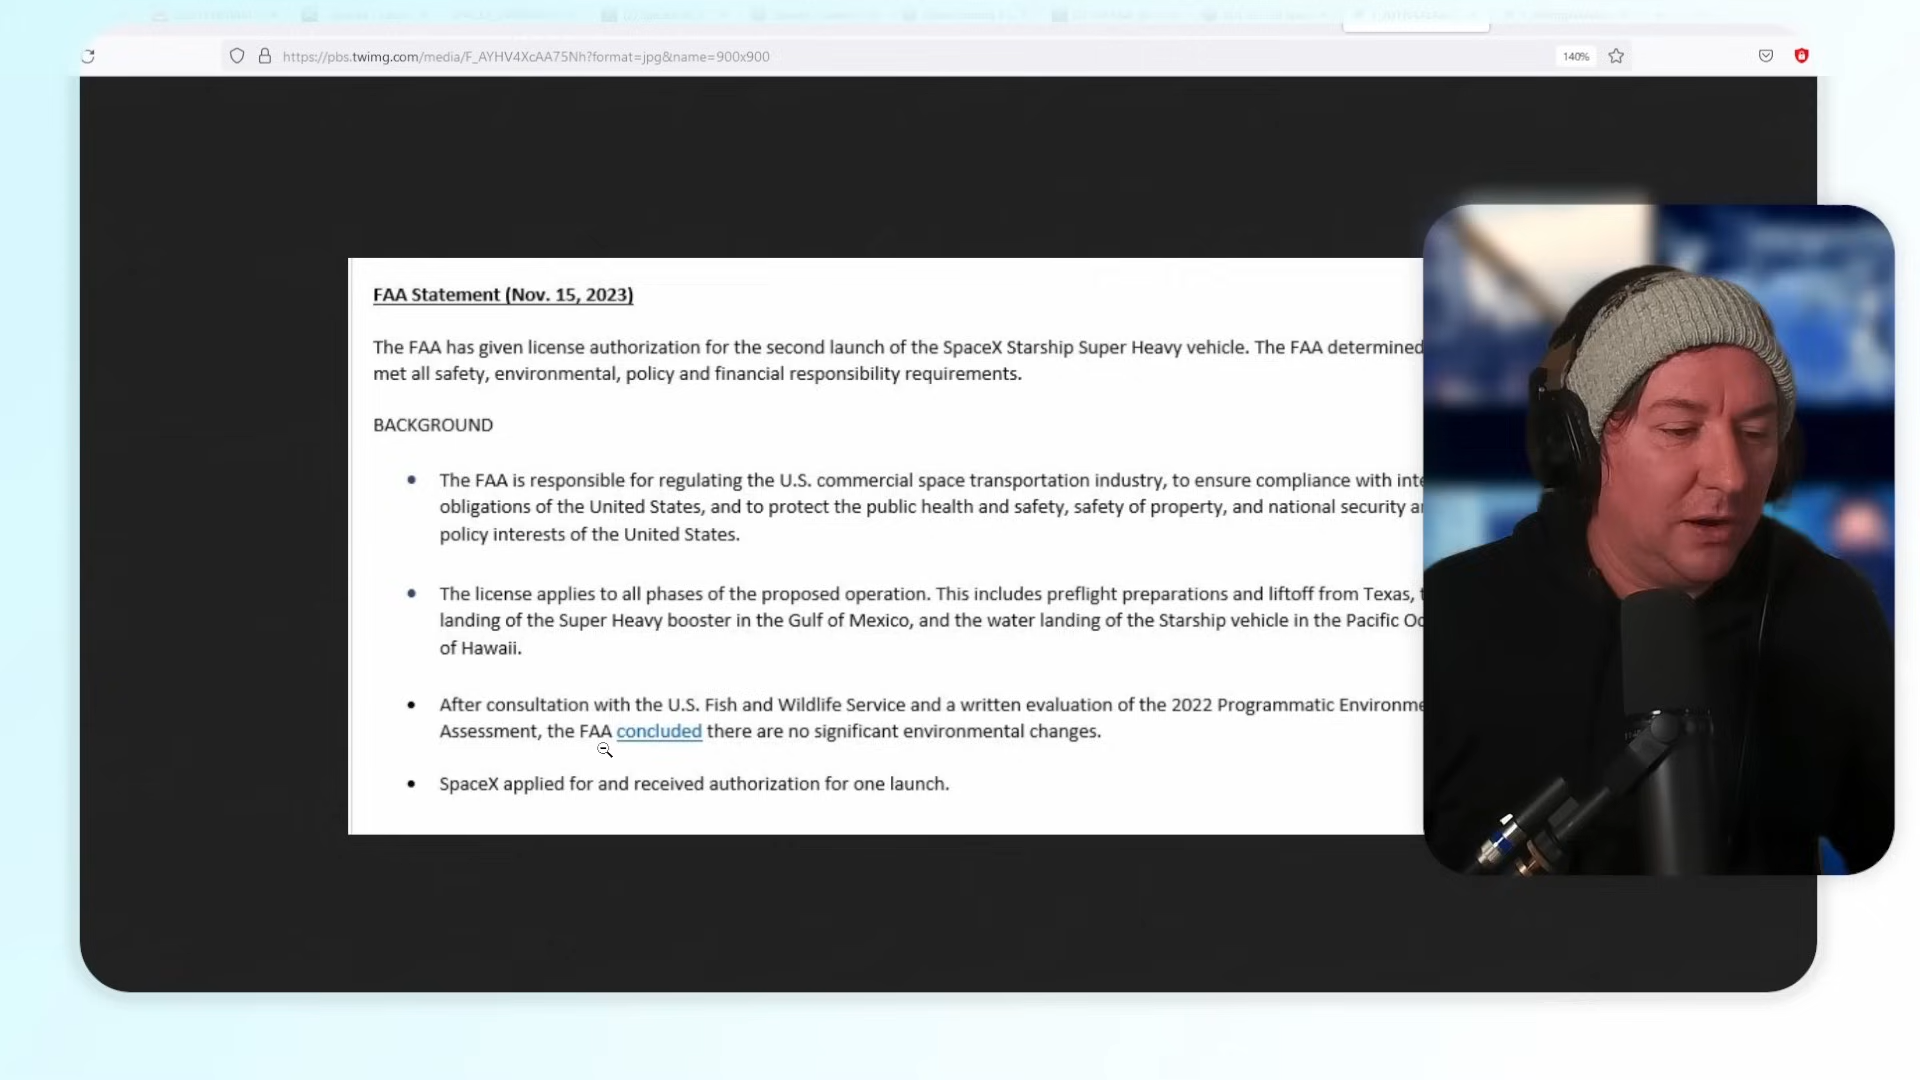 https://pbs.twimg.com/media/F_AYHV4XcAA75Nh?format=jpg&name=900x900
140%
FAA Statement (Nov. 15, 2023)
The FAA has given license authorization for the second launch of the SpaceX Starship Super Heavy vehicle. The FAA determined
met all safety, environmental, policy and financial responsibility requirements.
BACKGROUND
The FAA is responsible for regulating the U.S. commercial space transportation industry, to ensure compliance with inte
obligations of the United States, and to protect the public health and safety, safety of property, and national security a
policy interests of the United States.
The license applies to all phases of the proposed operation. This includes preflight preparations and liftoff from Texas,
landing of the Super Heavy booster in the Gulf of Mexico, and the water landing of the Starship vehicle in the Pacific Oc
of Hawaii.
After consultation with the U.S. Fish and Wildlife Service and a written evaluation of the 2022 Programmatic Environme
Assessment, the FAA concluded there are no significant environmental changes.
SpaceX applied for and received authorization for one launch.